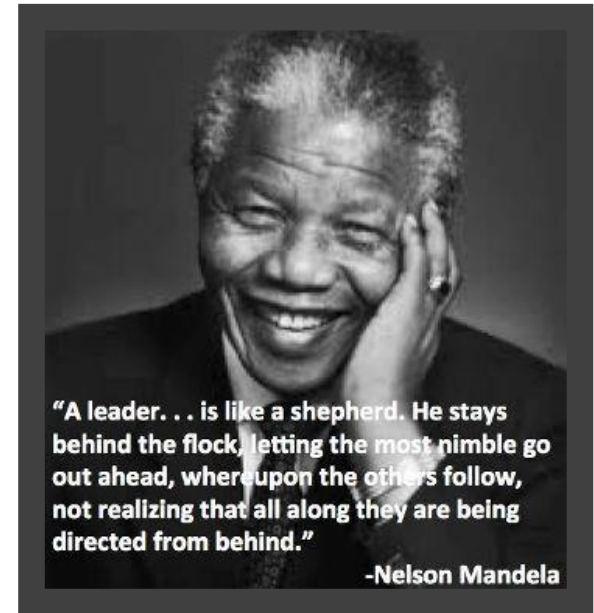 “A leader. . . is like a shepherd. He stays
behind the flock, letting the most nimble go
out ahead, whereupon the others follow,
not realizing that all along they are being
directed from behind.”
-Nelson Mandela